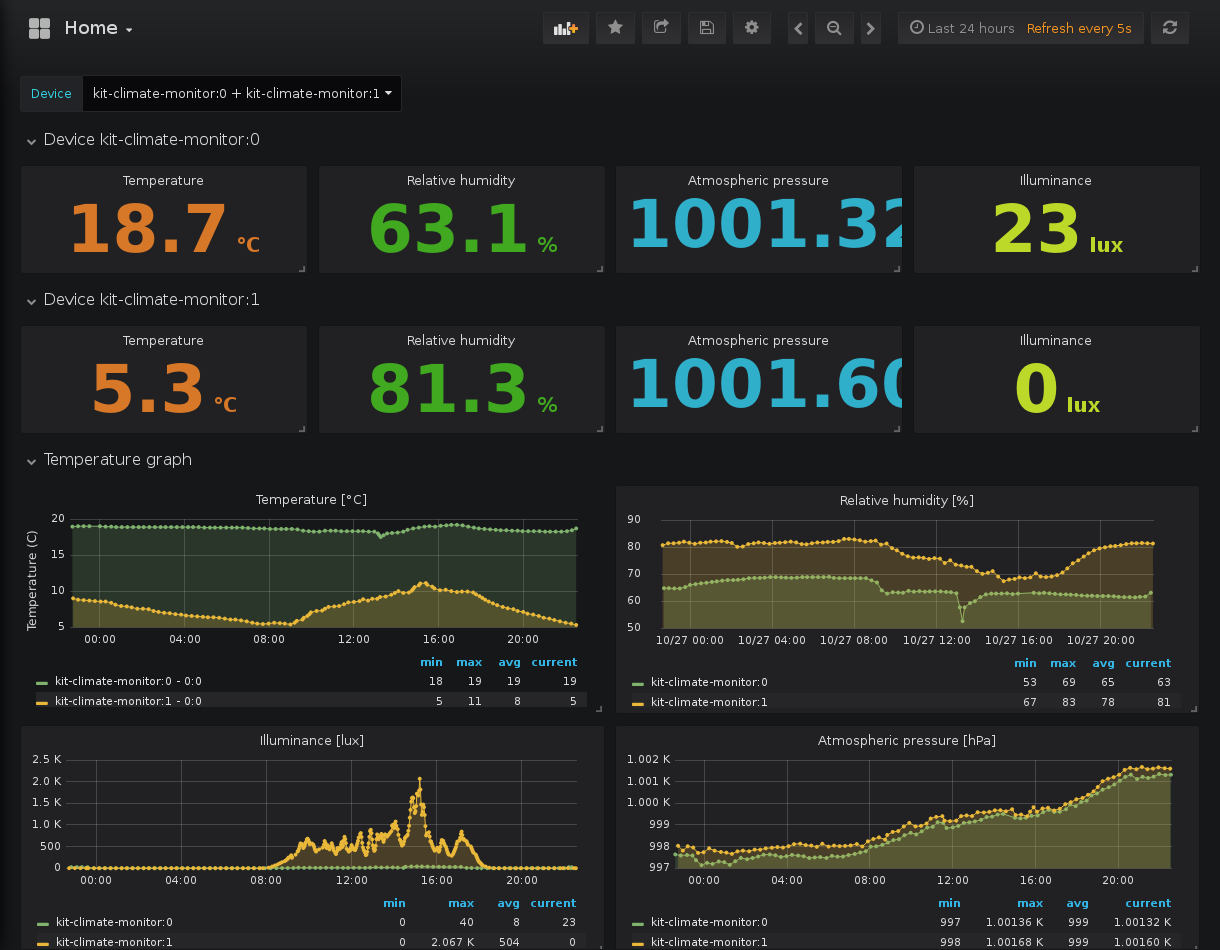 Home
Last 24 hours Refresh every 5s
Device kit-climate-monitor:0 + kit-climate-monitor:1
Device kit-climate-monitor:0
Temperature Relative humidity Atmospheric pressure Illuminance
18.7 °C 63.1 % 1001.32 23 lux
Device kit-climate-monitor:1
Temperature Relative humidity Atmospheric pressure Illuminance
5.3 °C 81.3 % 1001.60 0 lux
Temperature graph
Temperature [°C]
Temperature (C)
20
15
10
5
00:00 04:00 08:00 12:00 16:00 20:00
min max avg current
kit-climate-monitor:0 - 0:0 18 19 19 19
kit-climate-monitor:1 - 0:0 5 11 8 5
Relative humidity [%]
90
80
70
60
50
10/27 00:00 10/27 04:00 10/27 08:00 10/27 12:00 10/27 16:00 10/27 20:00
min max avg current
kit-climate-monitor:0 53 69 65 63
kit-climate-monitor:1 67 83 78 81
Illuminance [lux]
2.5 K
2.0 K
1.5 K
1.0 K
500
0
00:00 04:00 08:00 12:00 16:00 20:00
min max avg current
kit-climate-monitor:0 0 40 8 23
kit-climate-monitor:1 0 2.067 K 504 0
Atmospheric pressure [hPa]
1.002 K
1.001 K
1.000 K
999
998
997
00:00 04:00 08:00 12:00 16:00 20:00
min max avg current
kit-climate-monitor:0 997 1.00136 K 999 1.00132 K
kit-climate-monitor:1 998 1.00168 K 999 1.00160 K